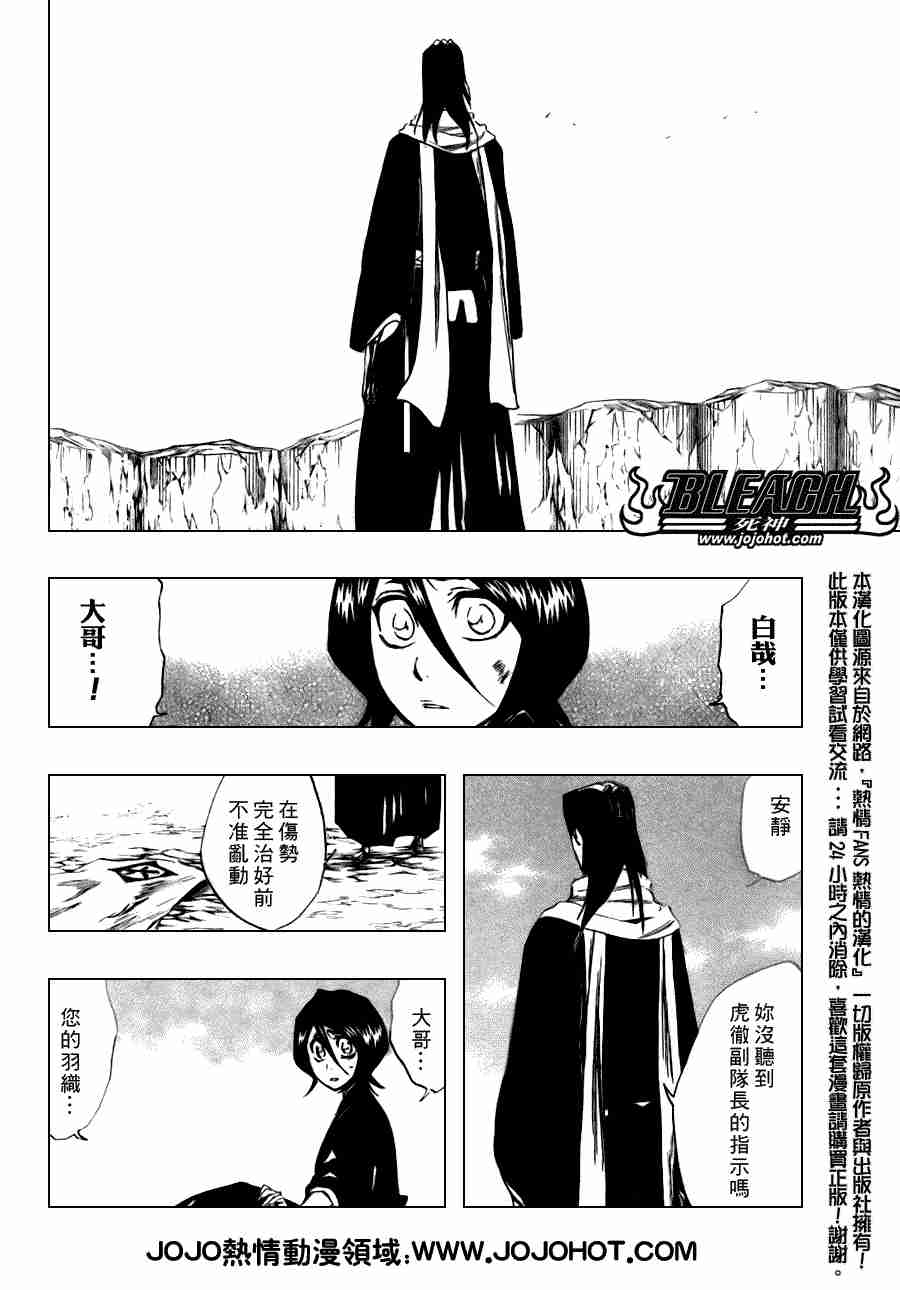 BLEACH
死神
www.jojohot.com
白哉…
大哥…!
安靜
妳沒聽到
虎徹副隊長的指示嗎
在傷勢
完全治好前
不准亂動
大哥…
您的羽織…
本漢化圖源來自於網路,『熱情FANS 熱情的漢化』一切版權歸原作者與出版社擁有!
此版本僅供學習試看交流…請24小時之內消除,喜歡這套漫畫請購買正版!謝謝。
JOJO熱情動漫領域:WWW.JOJOHOT.COM